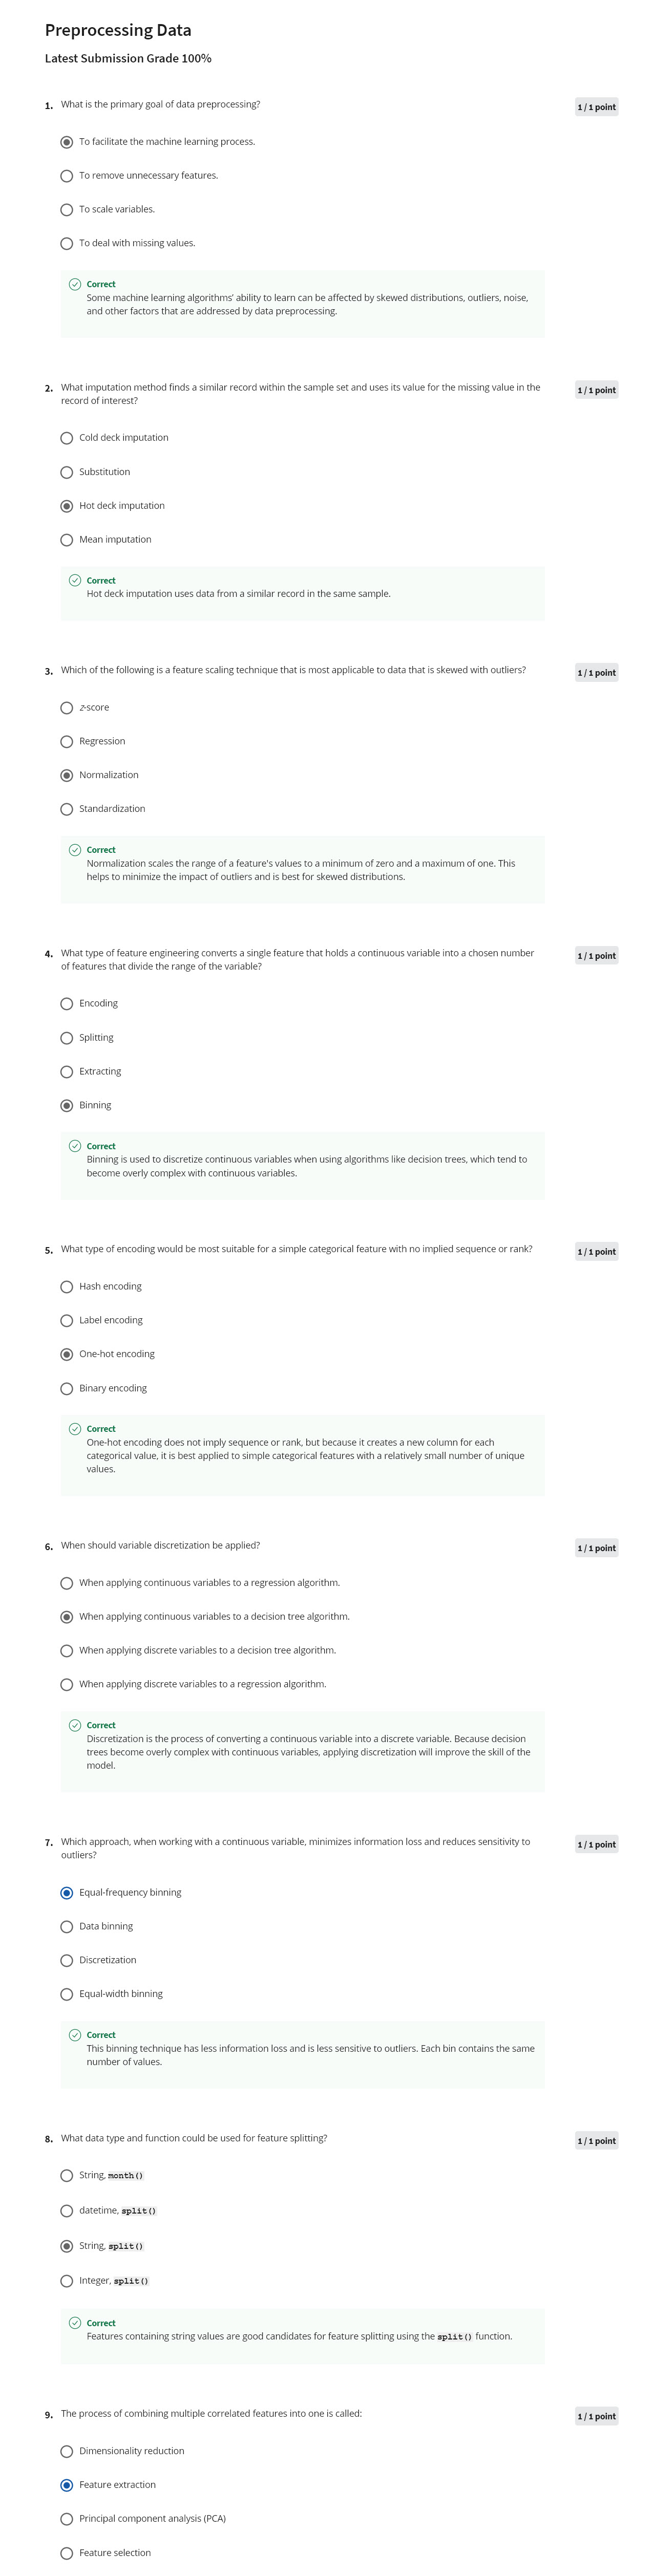 Preprocessing Data
Latest Submission Grade 100%
1. What is the primary goal of data preprocessing?
1 / 1 point
To facilitate the machine learning process.
To remove unnecessary features.
To scale variables.
To deal with missing values.
Correct
Some machine learning algorithms' ability to learn can be affected by skewed distributions, outliers, noise,
and other factors that are addressed by data preprocessing.
2. What imputation method finds a similar record within the sample set and uses its value for the missing value in the
record of interest?
1 / 1 point
Cold deck imputation
Substitution
Hot deck imputation
Mean imputation
Correct
Hot deck imputation uses data from a similar record in the same sample.
3. Which of the following is a feature scaling technique that is most applicable to data that is skewed with outliers?
1 / 1 point
z-score
Regression
Normalization
Standardization
Correct
Normalization scales the range of a feature's values to a minimum of zero and a maximum of one. This
helps to minimize the impact of outliers and is best for skewed distributions.
4. What type of feature engineering converts a single feature that holds a continuous variable into a chosen number
of features that divide the range of the variable?
1 / 1 point
Encoding
Splitting
Extracting
Binning
Correct
Binning is used to discretize continuous variables when using algorithms like decision trees, which tend to
become overly complex with continuous variables.
5. What type of encoding would be most suitable for a simple categorical feature with no implied sequence or rank?
1 / 1 point
Hash encoding
Label encoding
One-hot encoding
Binary encoding
Correct
One-hot encoding does not imply sequence or rank, but because it creates a new column for each
categorical value, it is best applied to simple categorical features with a relatively small number of unique
values.
6. When should variable discretization be applied?
1 / 1 point
When applying continuous variables to a regression algorithm.
When applying continuous variables to a decision tree algorithm.
When applying discrete variables to a decision tree algorithm.
When applying discrete variables to a regression algorithm.
Correct
Discretization is the process of converting a continuous variable into a discrete variable. Because decision
trees become overly complex with continuous variables, applying discretization will improve the skill of the
model.
7. Which approach, when working with a continuous variable, minimizes information loss and reduces sensitivity to
outliers?
1 / 1 point
Equal-frequency binning
Data binning
Discretization
Equal-width binning
Correct
This binning technique has less information loss and is less sensitive to outliers. Each bin contains the same
number of values.
8. What data type and function could be used for feature splitting?
1 / 1 point
String, month()
datetime, split()
String, split()
Integer, split()
Correct
Features containing string values are good candidates for feature splitting using the split() function.
9. The process of combining multiple correlated features into one is called:
1 / 1 point
Dimensionality reduction
Feature extraction
Principal component analysis (PCA)
Feature selection